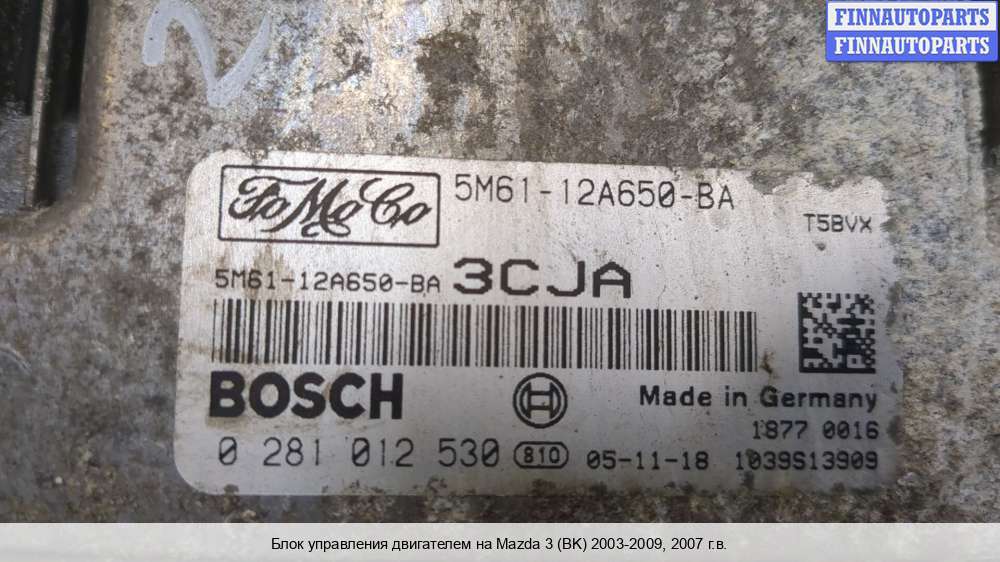 FINNAUTOPARTS
FINNAUTOPARTS
2
FoMoCo 5M61-12A650-BA
T5BVX
5M61-12A650-BA 3CJA
BOSCH
Made in Germany
1877 0016
0 281 012 530 810 05-11-18 1039S13909
Блок управления двигателем на Mazda 3 (BK) 2003-2009, 2007 г.в.